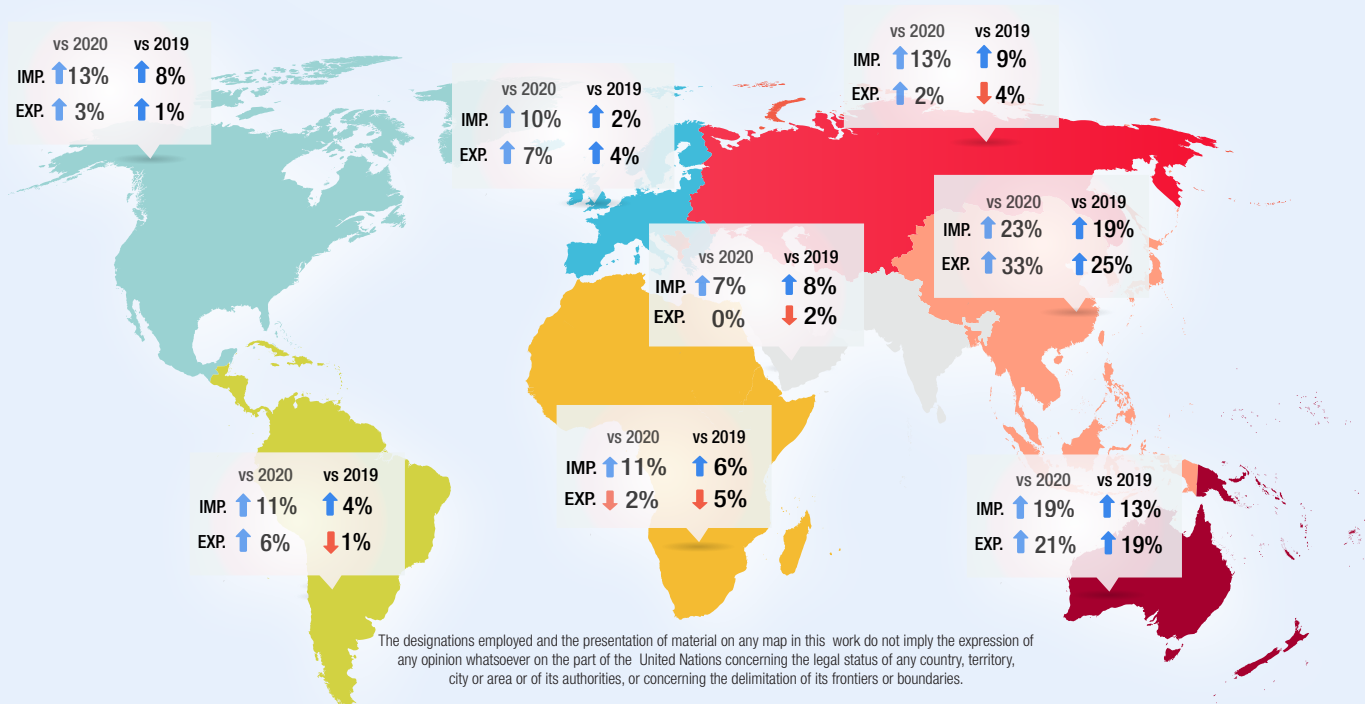 vs 2020 vs 2019
IMP. 13% 8%
EXP. 3% 1%
vs 2020 vs 2019
IMP. 10% 2%
EXP. 7% 4%
vs 2020 vs 2019
IMP. 13% 9%
EXP. 2% 4%
vs 2020 vs 2019
IMP. 23% 19%
EXP. 33% 25%
vs 2020 vs 2019
IMP. 7% 8%
EXP. 0% 2%
vs 2020 vs 2019
IMP. 11% 6%
EXP. 2% 5%
vs 2020 vs 2019
IMP. 11% 4%
EXP. 6% 1%
vs 2020 vs 2019
IMP. 19% 13%
EXP. 21% 19%
The designations employed and the presentation of material on any map in this work do not imply the expression of
any opinion whatsoever on the part of the United Nations concerning the legal status of any country, territory,
city or area or of its authorities, or concerning the delimitation of its frontiers or boundaries.